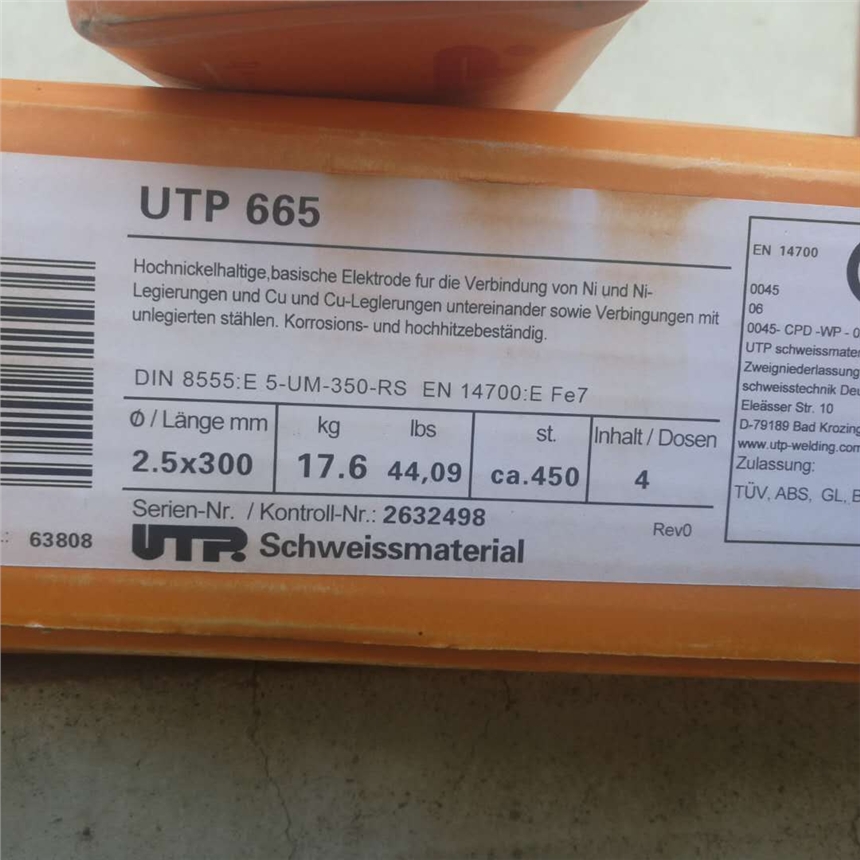 UTP 665
Hochnickelhaltige,basische Elektrode fur die Verbindung von Ni und Ni-
Legierungen und Cu und Cu-Leglerungen untereinander sowie Verbingungen mit
unlegierten stählen. Korrosions- und hochhitzebeständig.
DIN 8555:E 5-UM-350-RS EN 14700:E Fe7
Ø / Länge mm kg lbs st. Inhalt / Dosen
2.5x300 17.6 44,09 ca.450 4
Serien-Nr. / Kontroll-Nr.: 2632498
Rev0
63808
UTP. Schweissmaterial
EN 14700
0045
06
0045- CPD -WP - 0
UTP schweissmater
Zweigniederlassung
schweisstechnik Deu
Eleässer Str. 10
D-79189 Bad Krozing
www.utp-welding.com
Zulassung:
TÜV, ABS, GL,